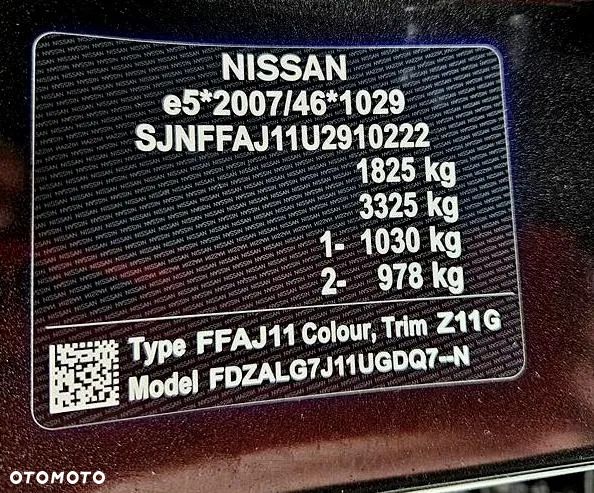 NISSAN
e5*2007/46*1029
SJNFFAJ11U2910222
1825 kg
3325 kg
1- 1030 kg
2- 978 kg
Type FFAJ11 Colour, Trim Z11 G
Model FDZALG7J11UGDQ7--N
OTOMOTO